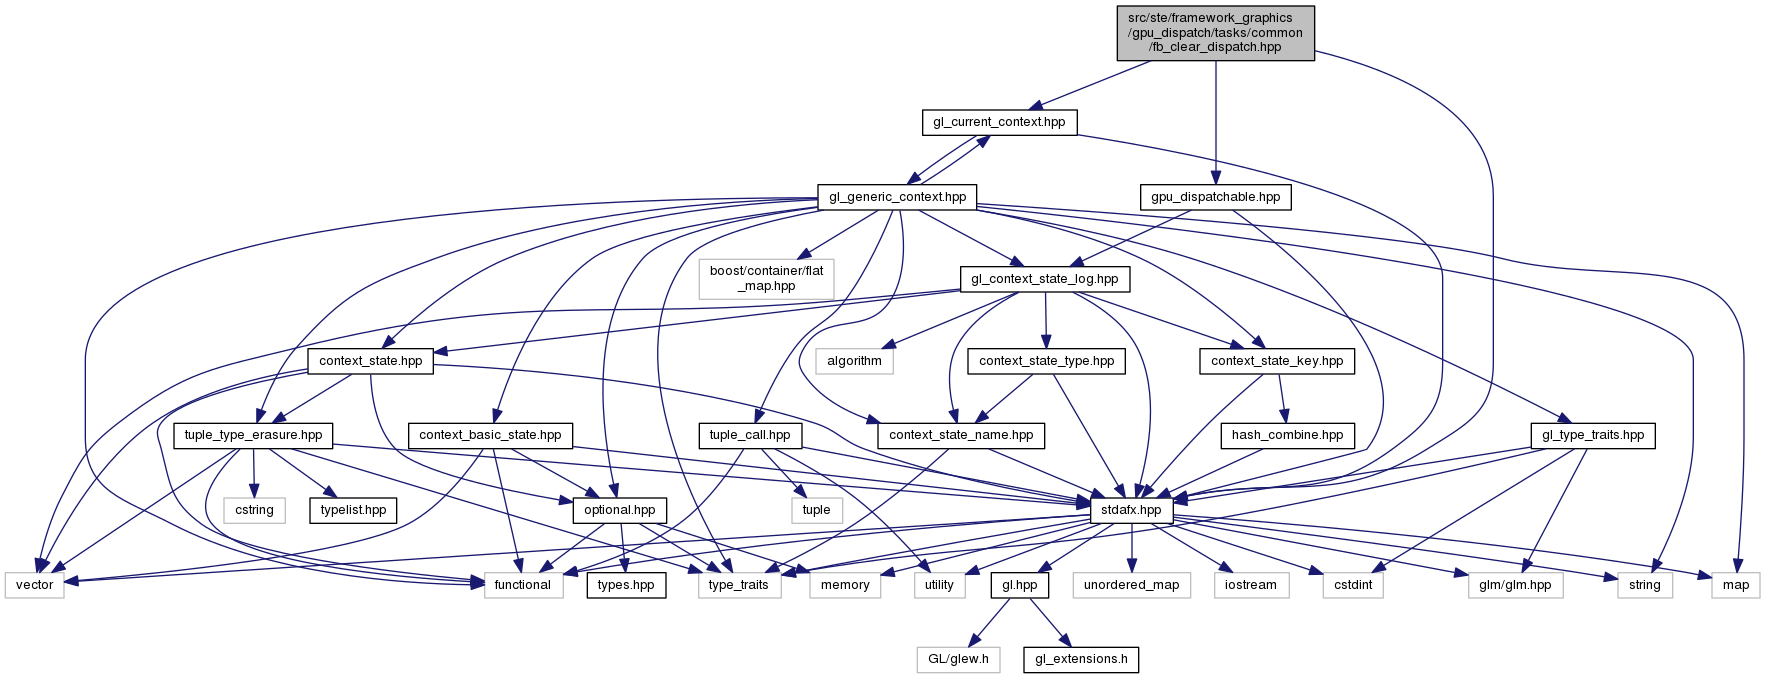 src/ste/framework_graphics
/gpu_dispatch/tasks/common
/fb_clear_dispatch.hpp
gl_current_context.hpp
gl_generic_context.hpp
gpu_dispatchable.hpp
boost/container/flat
_map.hpp
gl_context_state_log.hpp
context_state.hpp
algorithm
context_state_type.hpp
context_state_key.hpp
tuple_type_erasure.hpp
context_basic_state.hpp
tuple_call.hpp
context_state_name.hpp
hash_combine.hpp
gl_type_traits.hpp
cstring
typelist.hpp
optional.hpp
tuple
stdafx.hpp
vector
functional
types.hpp
type_traits
memory
utility
gl.hpp
unordered_map
iostream
cstdint
glm/glm.hpp
string
map
GL/glew.h
gl_extensions.h